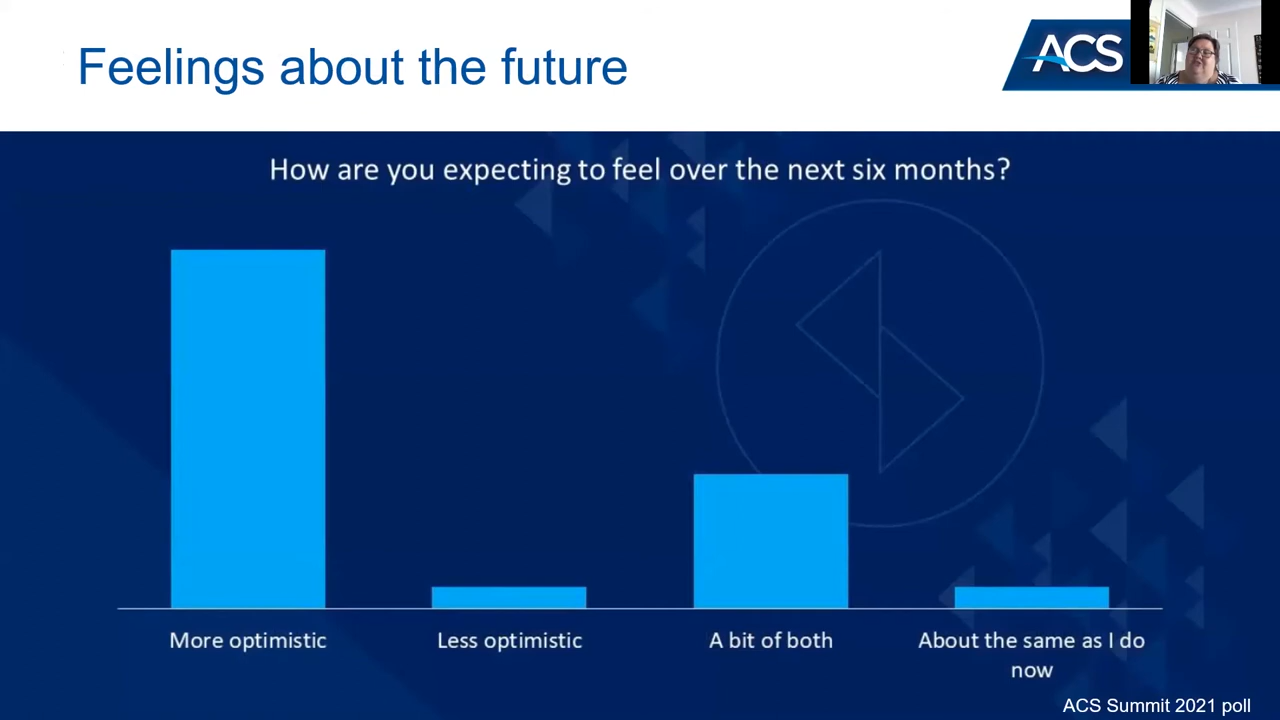 Feelings about the future
ACS
How are you expecting to feel over the next six months?
More optimistic
Less optimistic
A bit of both
About the same as I do
now
ACS Summit 2021 poll